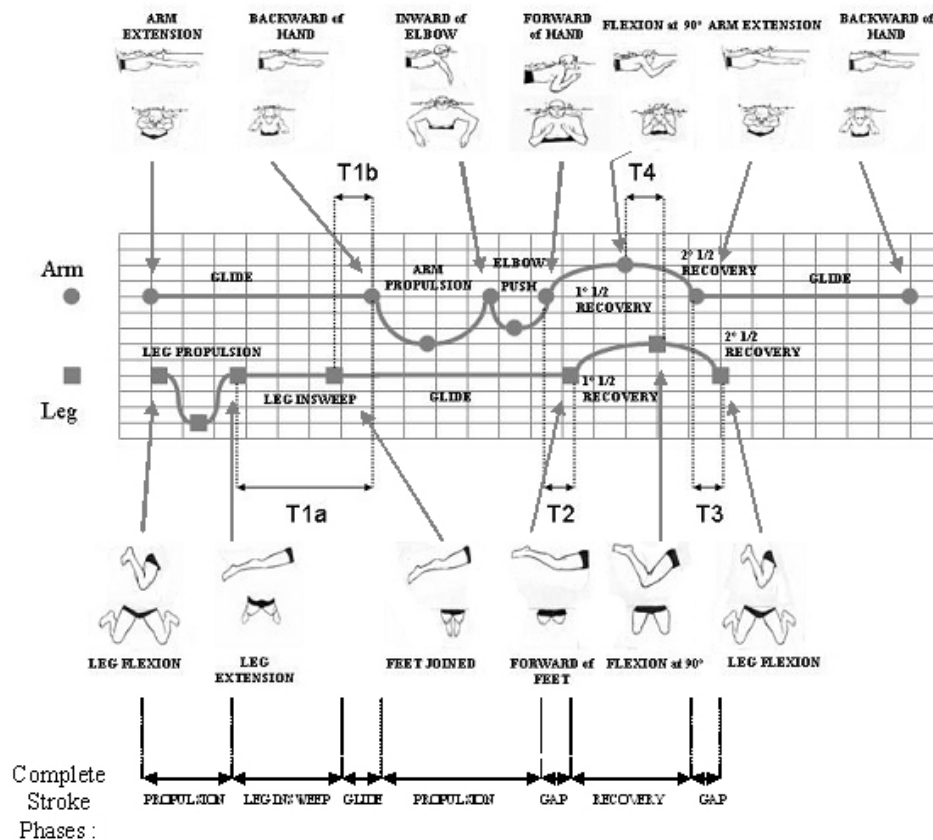 ARM
EXTENSION
BACKWARD of
HAND
INWARD of
ELBOW
FORWARD
of HAND
FLEXION at 90°
ARM EXTENSION
BACKWARD of
HAND
T1b
T4
Arm
GLIDE
ARM
PROPULSION
ELBOW
PUSH
1° 1/2
RECOVERY
2° 1/2
RECOVERY
GLIDE
LEG PROPULSION
2° 1/2
RECOVERY
Leg
LEG INSWEEP
GLIDE
1° 1/2
RECOVERY
T1a
T2
T3
LEG FLEXION
LEG
EXTENSION
FEET JOINED
FORWARD of
FEET
FLEXION at 90°
LEG FLEXION
Complete
Stroke
Phases :
PROPULSION
LEG INSWEEP
GLIDE
PROPULSION
GAP
RECOVERY
GAP